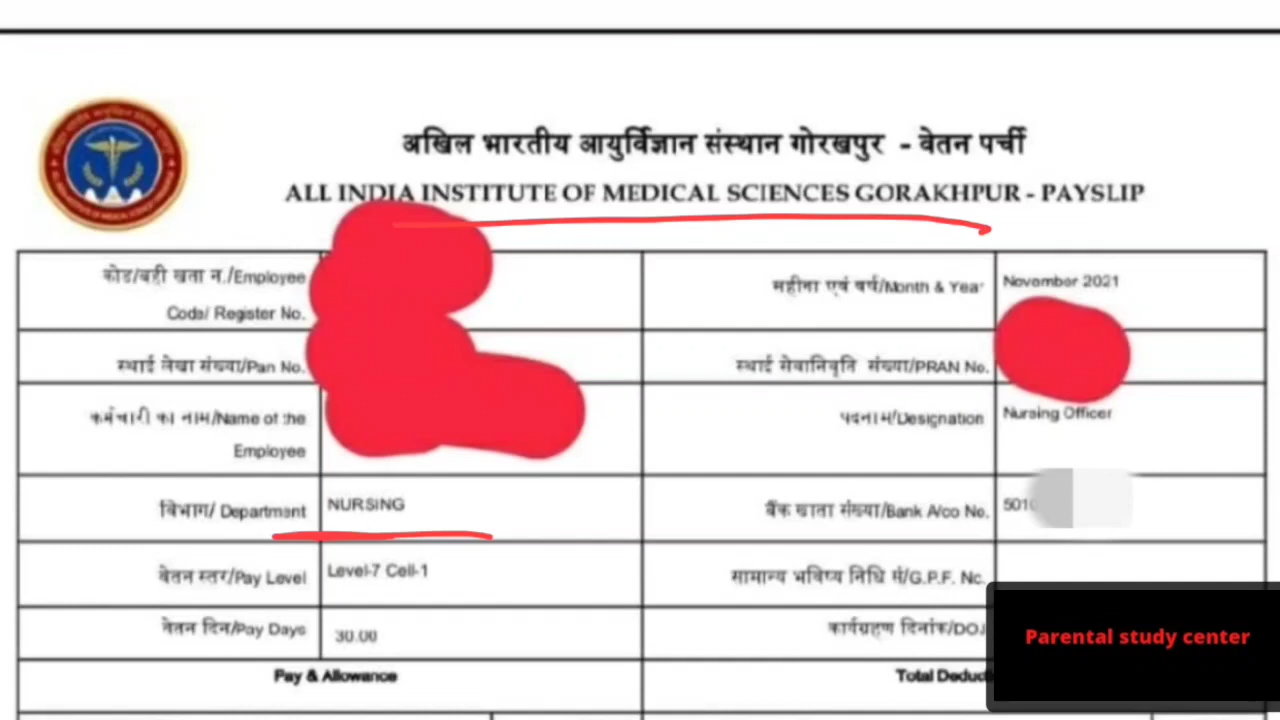 अखिल भारतीय आयुर्विज्ञान संस्थान गोरखपुर - वेतन पर्ची
ALL INDIA INSTITUTE OF MEDICAL SCIENCES GORAKHPUR - PAYSLIP
कोड/बही खता न./Employee
Code/ Register No.
महीना एवं वर्ष/Month & Year
November 2021
स्थाई लेखा संख्या/Pan No.
स्थाई सेवानिवृति संख्या/PRAN No.
कर्मचारी का नाम/Name of the
Employee
पदनाम/Designation
Nursing Officer
विभाग/ Department
NURSING
बैंक खाता संख्या/Bank A/co No.
5010
वेतन स्तर/Pay Level
Level-7 Cell-1
सामान्य भविष्य निधि सं/G.P.F. No.
वेतन दिन/Pay Days
30.00
कार्यग्रहण दिनांक/DOJ
Parental study center
Pay & Allowance
Total Deducti